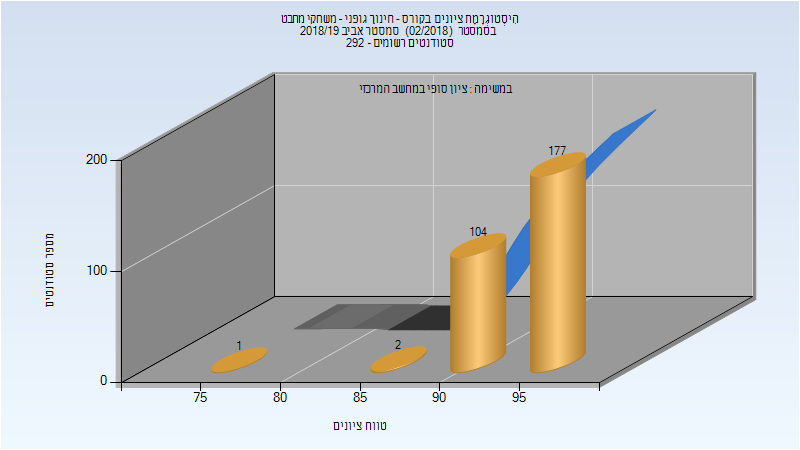 היסטוגרמת ציונים בקורס - חינוך גופני - משחקי מחבט
בסמסטר (02/2018) סמסטר אביב 2018/19
סטודנטים רשומים - 292
במשימה : ציון סופי במחשב המרכזי
177
200
104
מספר סטודנטים
100
1
2
0
75 80 85 90 95
טווח ציונים